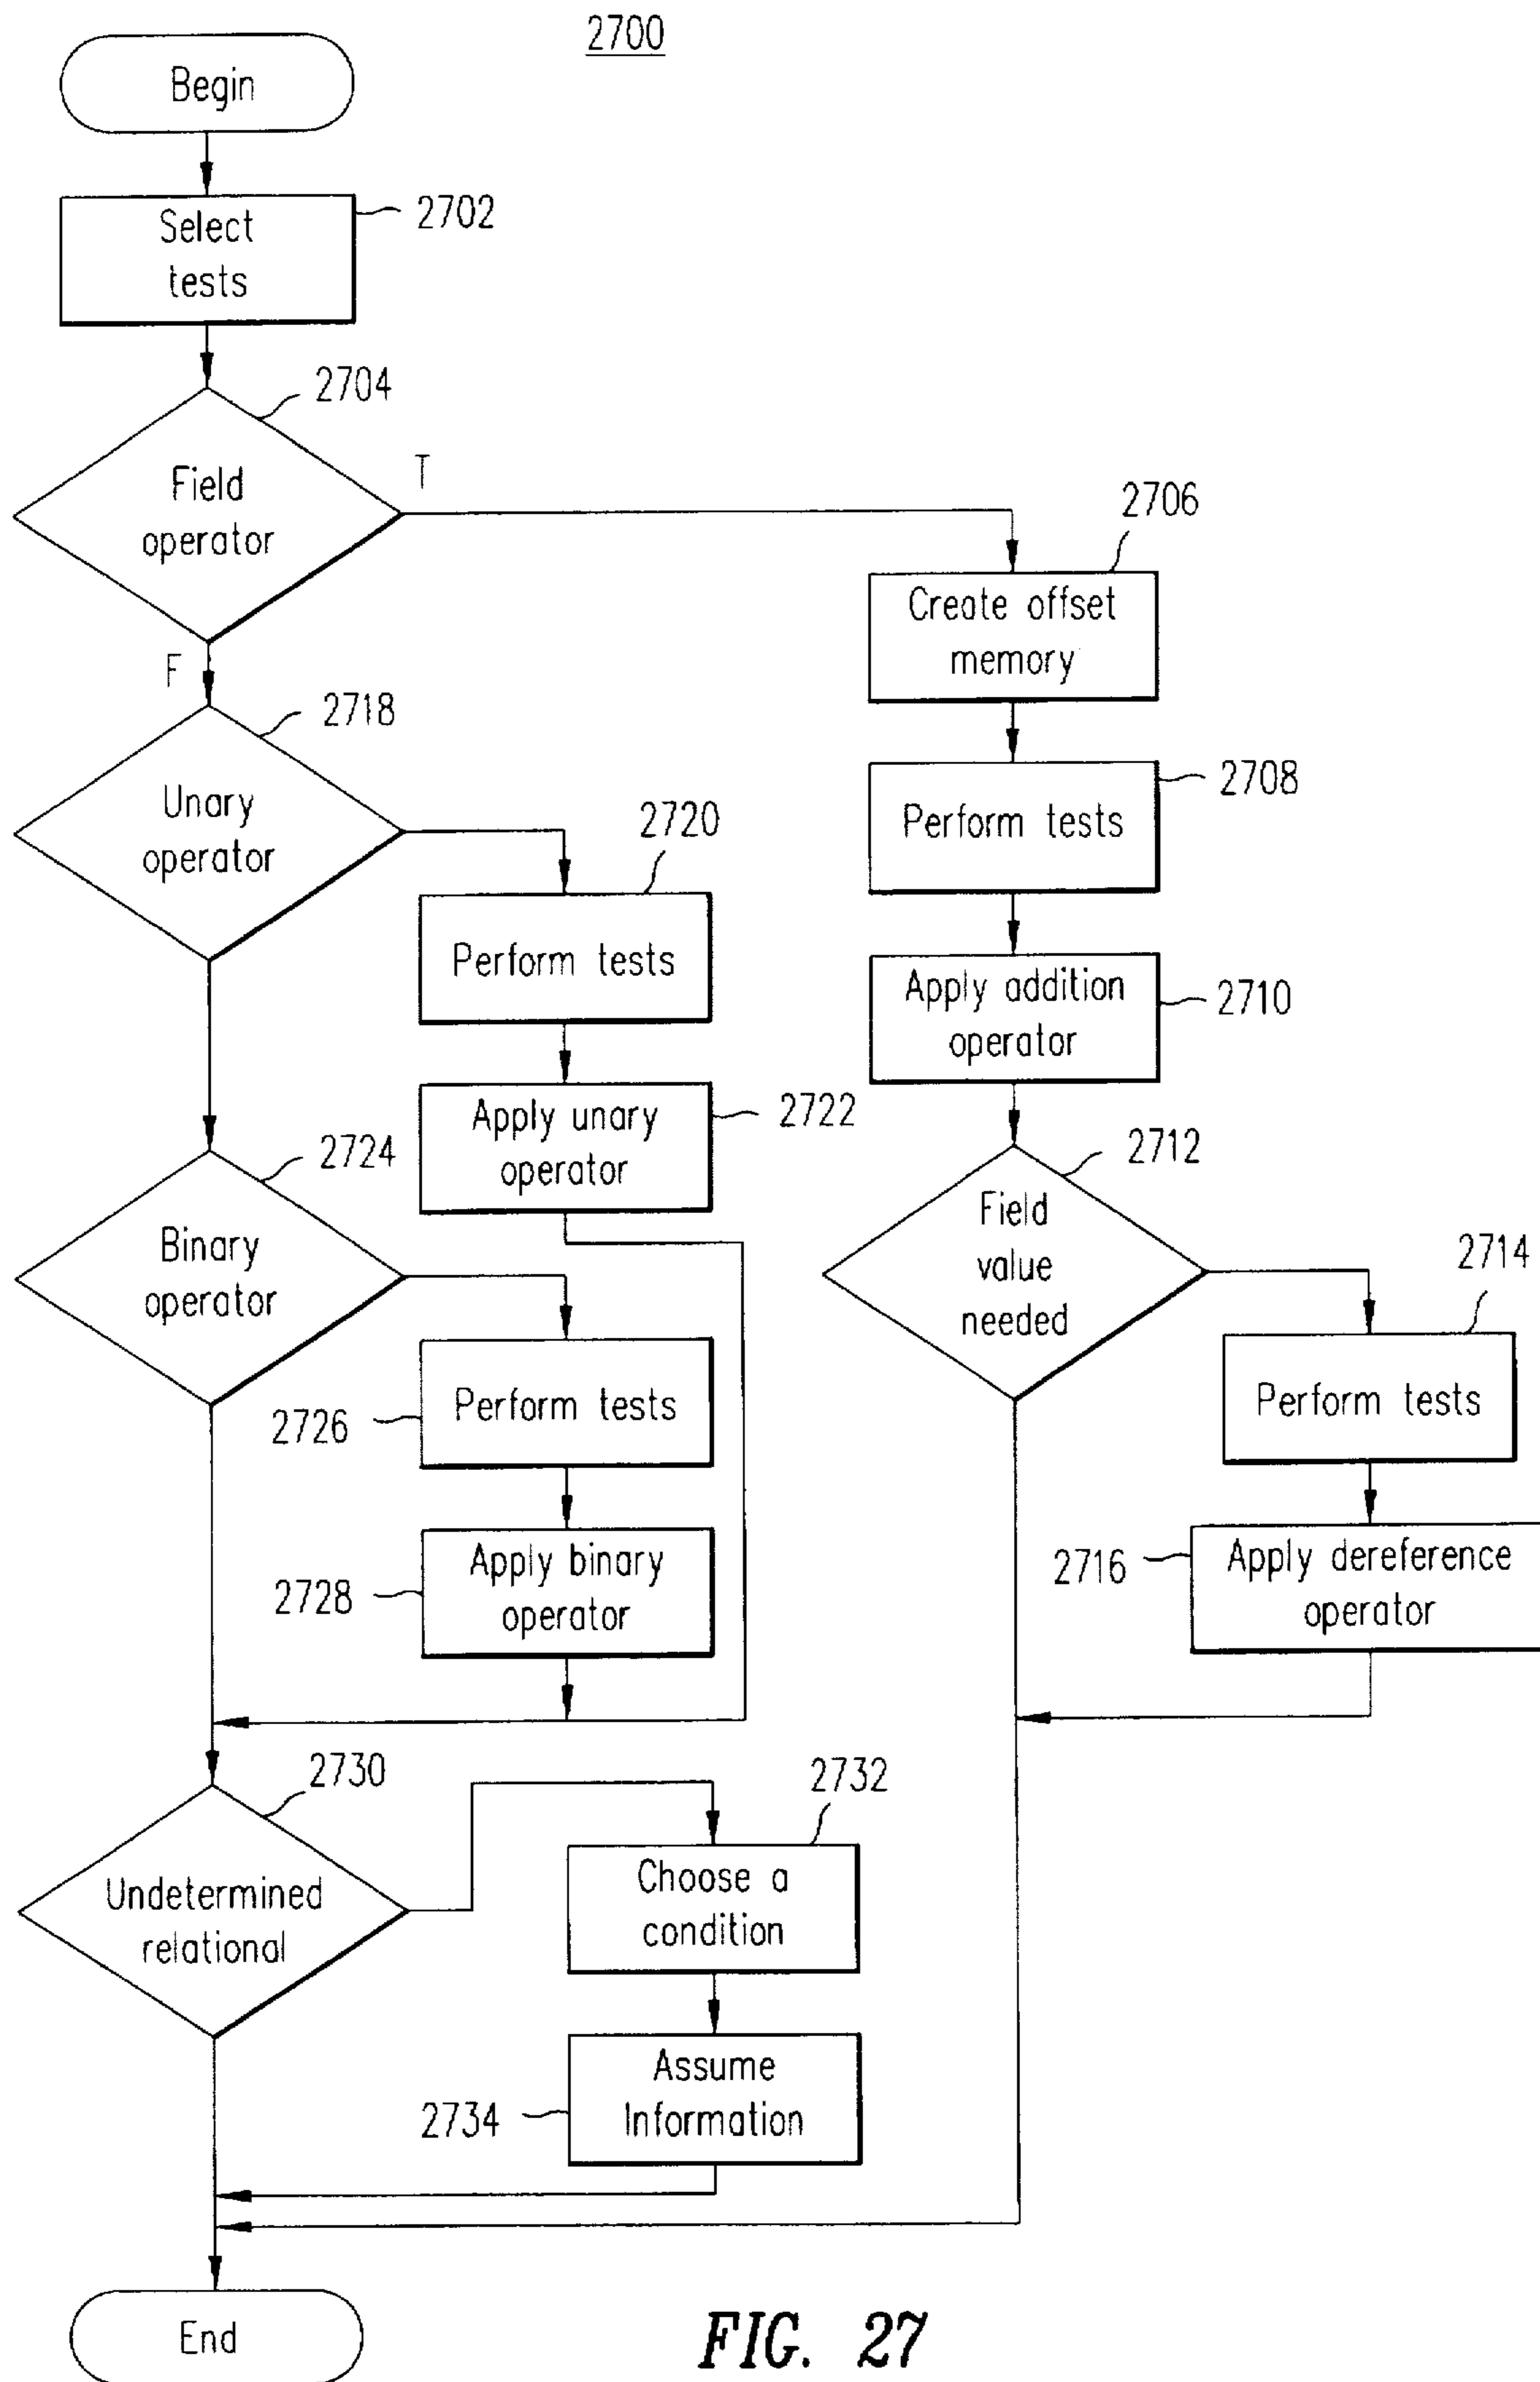 2700
Begin
2702
Select
tests
2704
Field
operator
T
F
2706
Create offset
memory
2718
Unary
operator
2708
Perform tests
2720
Perform tests
2710
Apply addition
operator
2722
Apply unary
operator
2712
Field
value
needed
2724
Binary
operator
2714
Perform tests
2726
Perform tests
2716
Apply dereference
operator
2728
Apply binary
operator
2730
Undetermined
relational
2732
Choose a
condition
2734
Assume
Information
End
FIG. 27